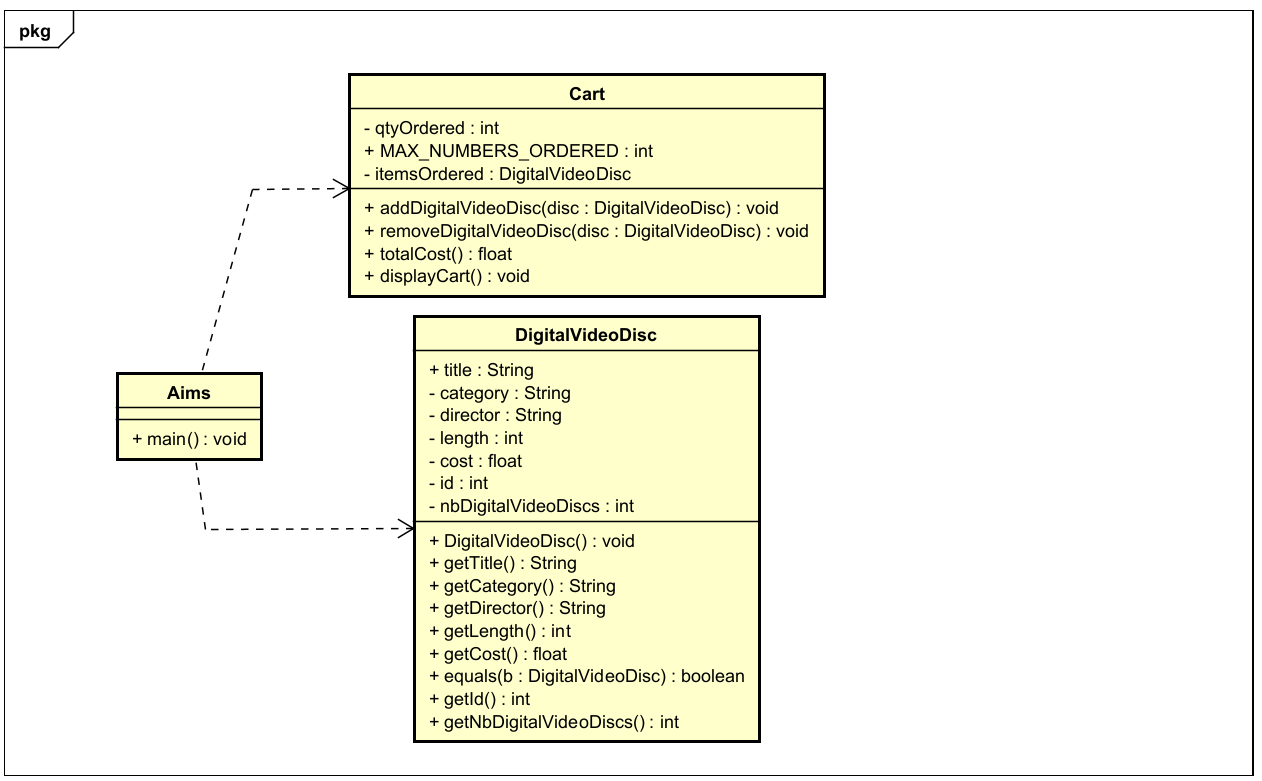 pkg
Cart
- qtyOrdered : int
+ MAX_NUMBERS_ORDERED : int
- itemsOrdered : DigitalVideoDisc
+ addDigitalVideoDisc(disc : DigitalVideoDisc) : void
+ removeDigitalVideoDisc(disc : DigitalVideoDisc) : void
+ totalCost() : float
+ displayCart() : void
Aims
+ main() : void
DigitalVideoDisc
+ title : String
- category : String
- director : String
- length : int
- cost : float
- id : int
- nbDigitalVideoDiscs : int
+ DigitalVideoDisc() : void
+ getTitle() : String
+ getCategory() : String
+ getDirector() : String
+ getLength() : int
+ getCost() : float
+ equals(b : DigitalVideoDisc) : boolean
+ getId() : int
+ getNbDigitalVideoDiscs() : int